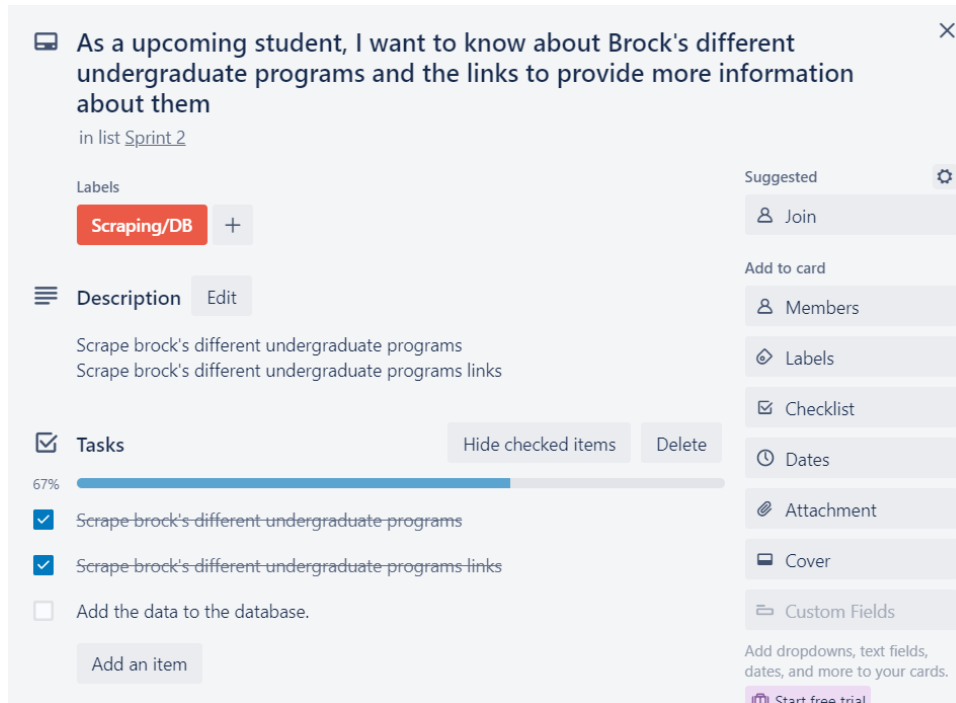 As a upcoming student, I want to know about Brock's different
undergraduate programs and the links to provide more information
about them
in list Sprint 2
Labels
Scraping/DB
+
Description Edit
Scrape brock's different undergraduate programs
Scrape brock's different undergraduate programs links
Tasks Hide checked items Delete
67%
Scrape brock's different undergraduate programs
Scrape brock's different undergraduate programs links
Add the data to the database.
Add an item
Suggested
Join
Add to card
Members
Labels
Checklist
Dates
Attachment
Cover
Custom Fields
Add dropdowns, text fields,
dates, and more to your cards.
Start free trial